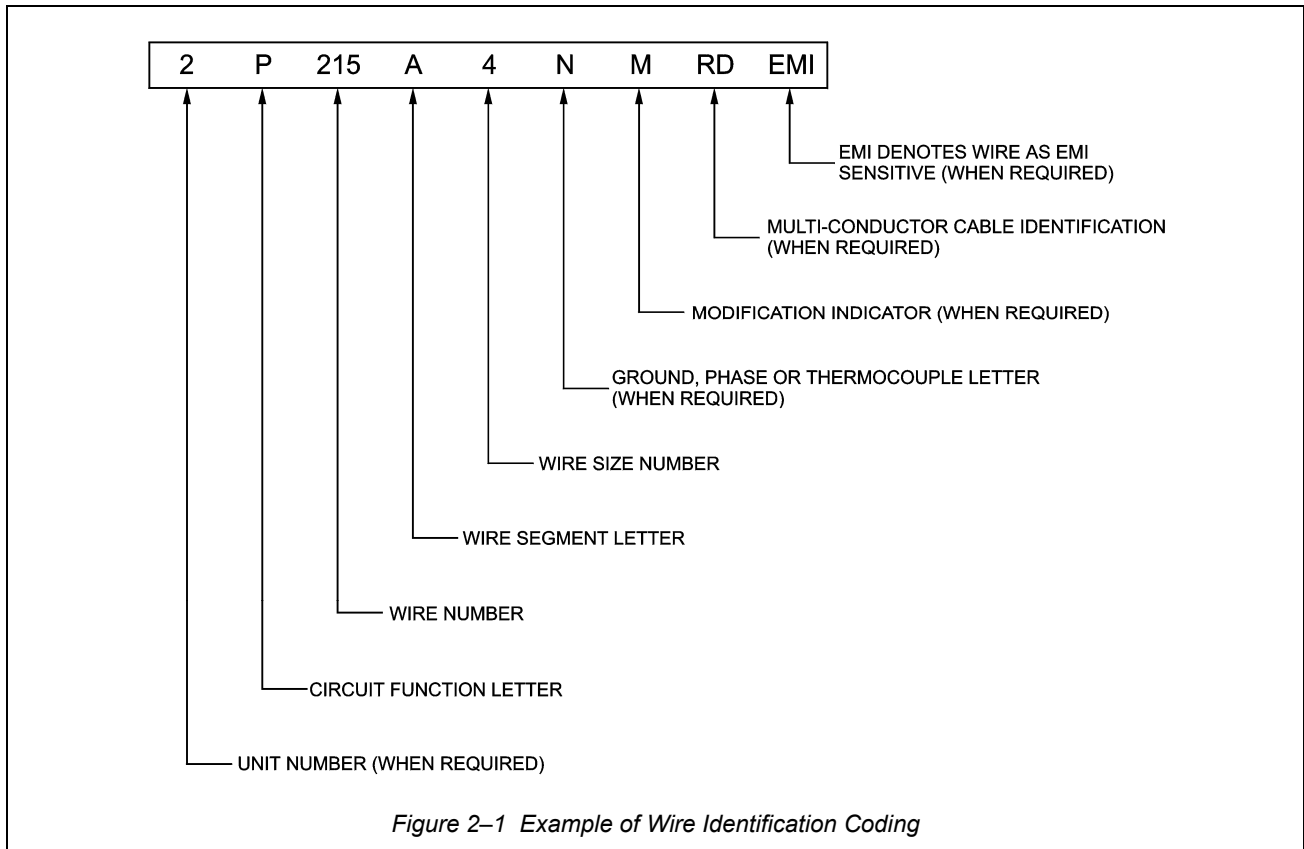 2 P 215 A 4 N M RD EMI
EMI DENOTES WIRE AS EMI
SENSITIVE (WHEN REQUIRED)
MULTI-CONDUCTOR CABLE IDENTIFICATION
(WHEN REQUIRED)
MODIFICATION INDICATOR (WHEN REQUIRED)
GROUND, PHASE OR THERMOCOUPLE LETTER
(WHEN REQUIRED)
WIRE SIZE NUMBER
WIRE SEGMENT LETTER
WIRE NUMBER
CIRCUIT FUNCTION LETTER
UNIT NUMBER (WHEN REQUIRED)
Figure 2–1 Example of Wire Identification Coding